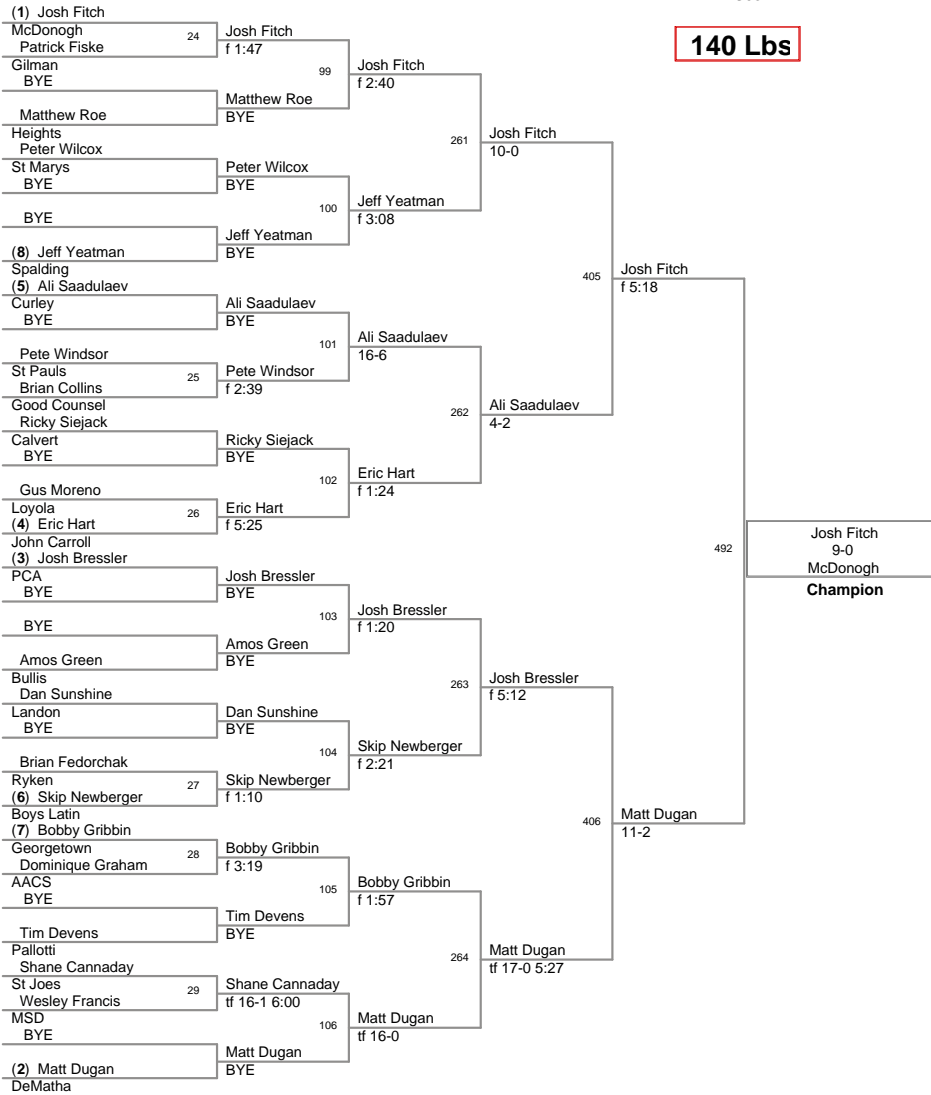 140 Lbs
(1) Josh Fitch
McDonogh
Patrick Fiske
Gilman
BYE
Matthew Roe
Heights
Peter Wilcox
St Marys
BYE
BYE
(8) Jeff Yeatman
Spalding
(5) Ali Saadulaev
Curley
BYE
Pete Windsor
St Pauls
Brian Collins
Good Counsel
Ricky Siejack
Calvert
BYE
Gus Moreno
Loyola
(4) Eric Hart
John Carroll
(3) Josh Bressler
PCA
BYE
BYE
Amos Green
Bullis
Dan Sunshine
Landon
BYE
Brian Fedorchak
Ryken
(6) Skip Newberger
Boys Latin
(7) Bobby Gribbin
Georgetown
Dominique Graham
AACS
BYE
Tim Devens
Pallotti
Shane Cannaday
St Joes
Wesley Francis
MSD
BYE
(2) Matt Dugan
DeMatha
24
25
26
27
28
29
Josh Fitch
f 1:47
Matthew Roe
BYE
Peter Wilcox
BYE
Jeff Yeatman
BYE
Ali Saadulaev
BYE
Pete Windsor
f 2:39
Ricky Siejack
BYE
Eric Hart
f 5:25
Josh Bressler
BYE
Amos Green
BYE
Dan Sunshine
BYE
Skip Newberger
f 1:10
Bobby Gribbin
f 3:19
Tim Devens
BYE
Shane Cannaday
tf 16-1 6:00
Matt Dugan
BYE
99
100
101
102
103
104
105
106
Josh Fitch
f 2:40
Jeff Yeatman
f 3:08
Ali Saadulaev
16-6
Eric Hart
f 1:24
Josh Bressler
f 1:20
Skip Newberger
f 2:21
Bobby Gribbin
f 1:57
Matt Dugan
tf 16-0
261
262
263
264
Josh Fitch
10-0
Ali Saadulaev
4-2
Josh Bressler
f 5:12
Matt Dugan
tf 17-0 5:27
405
406
Josh Fitch
f 5:18
Matt Dugan
11-2
492
Josh Fitch
9-0
McDonogh
Champion